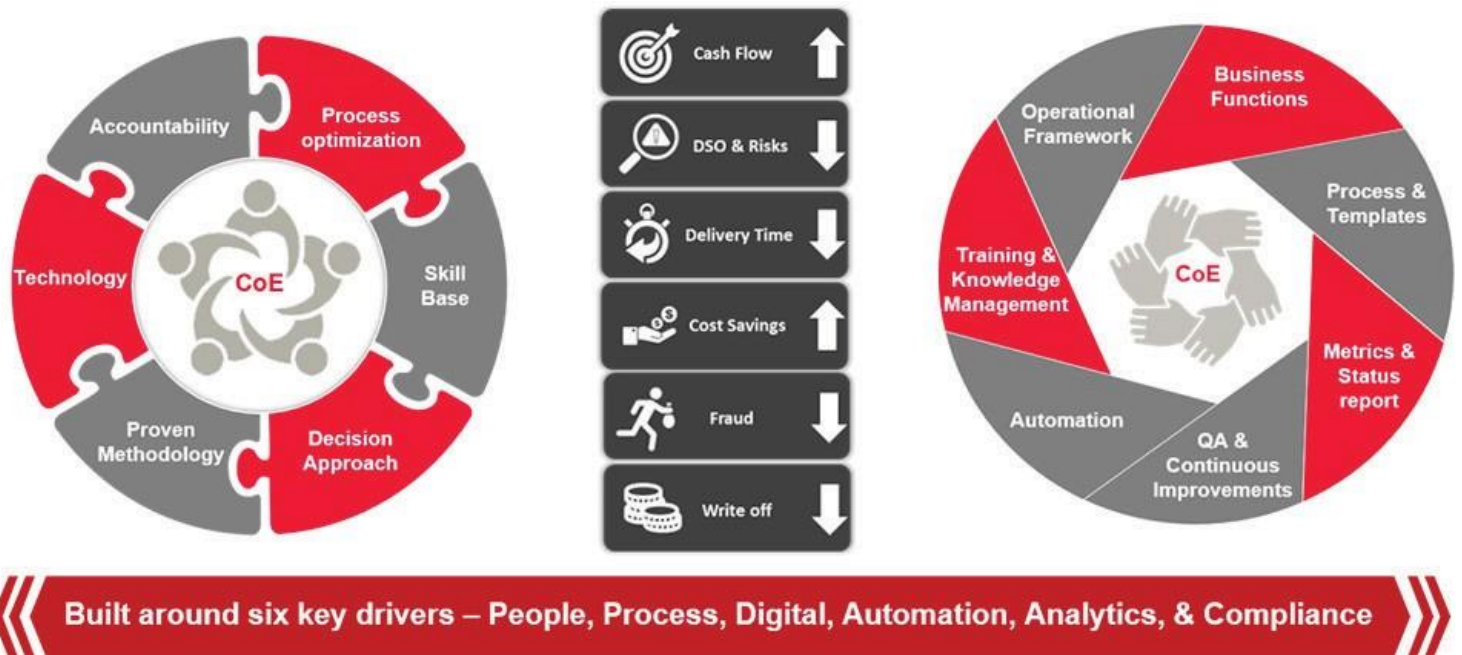 Accountability
Process
optimization
Technology
CoE
Skill
Base
Proven
Methodology
Decision
Approach
Cash Flow
DSO & Risks
Delivery Time
Cost Savings
Fraud
Write off
Operational
Framework
Business
Functions
Process &
Templates
Training &
Knowledge
Management
CoE
Metrics &
Status
report
Automation
QA &
Continuous
Improvements
Built around six key drivers – People, Process, Digital, Automation, Analytics, & Compliance